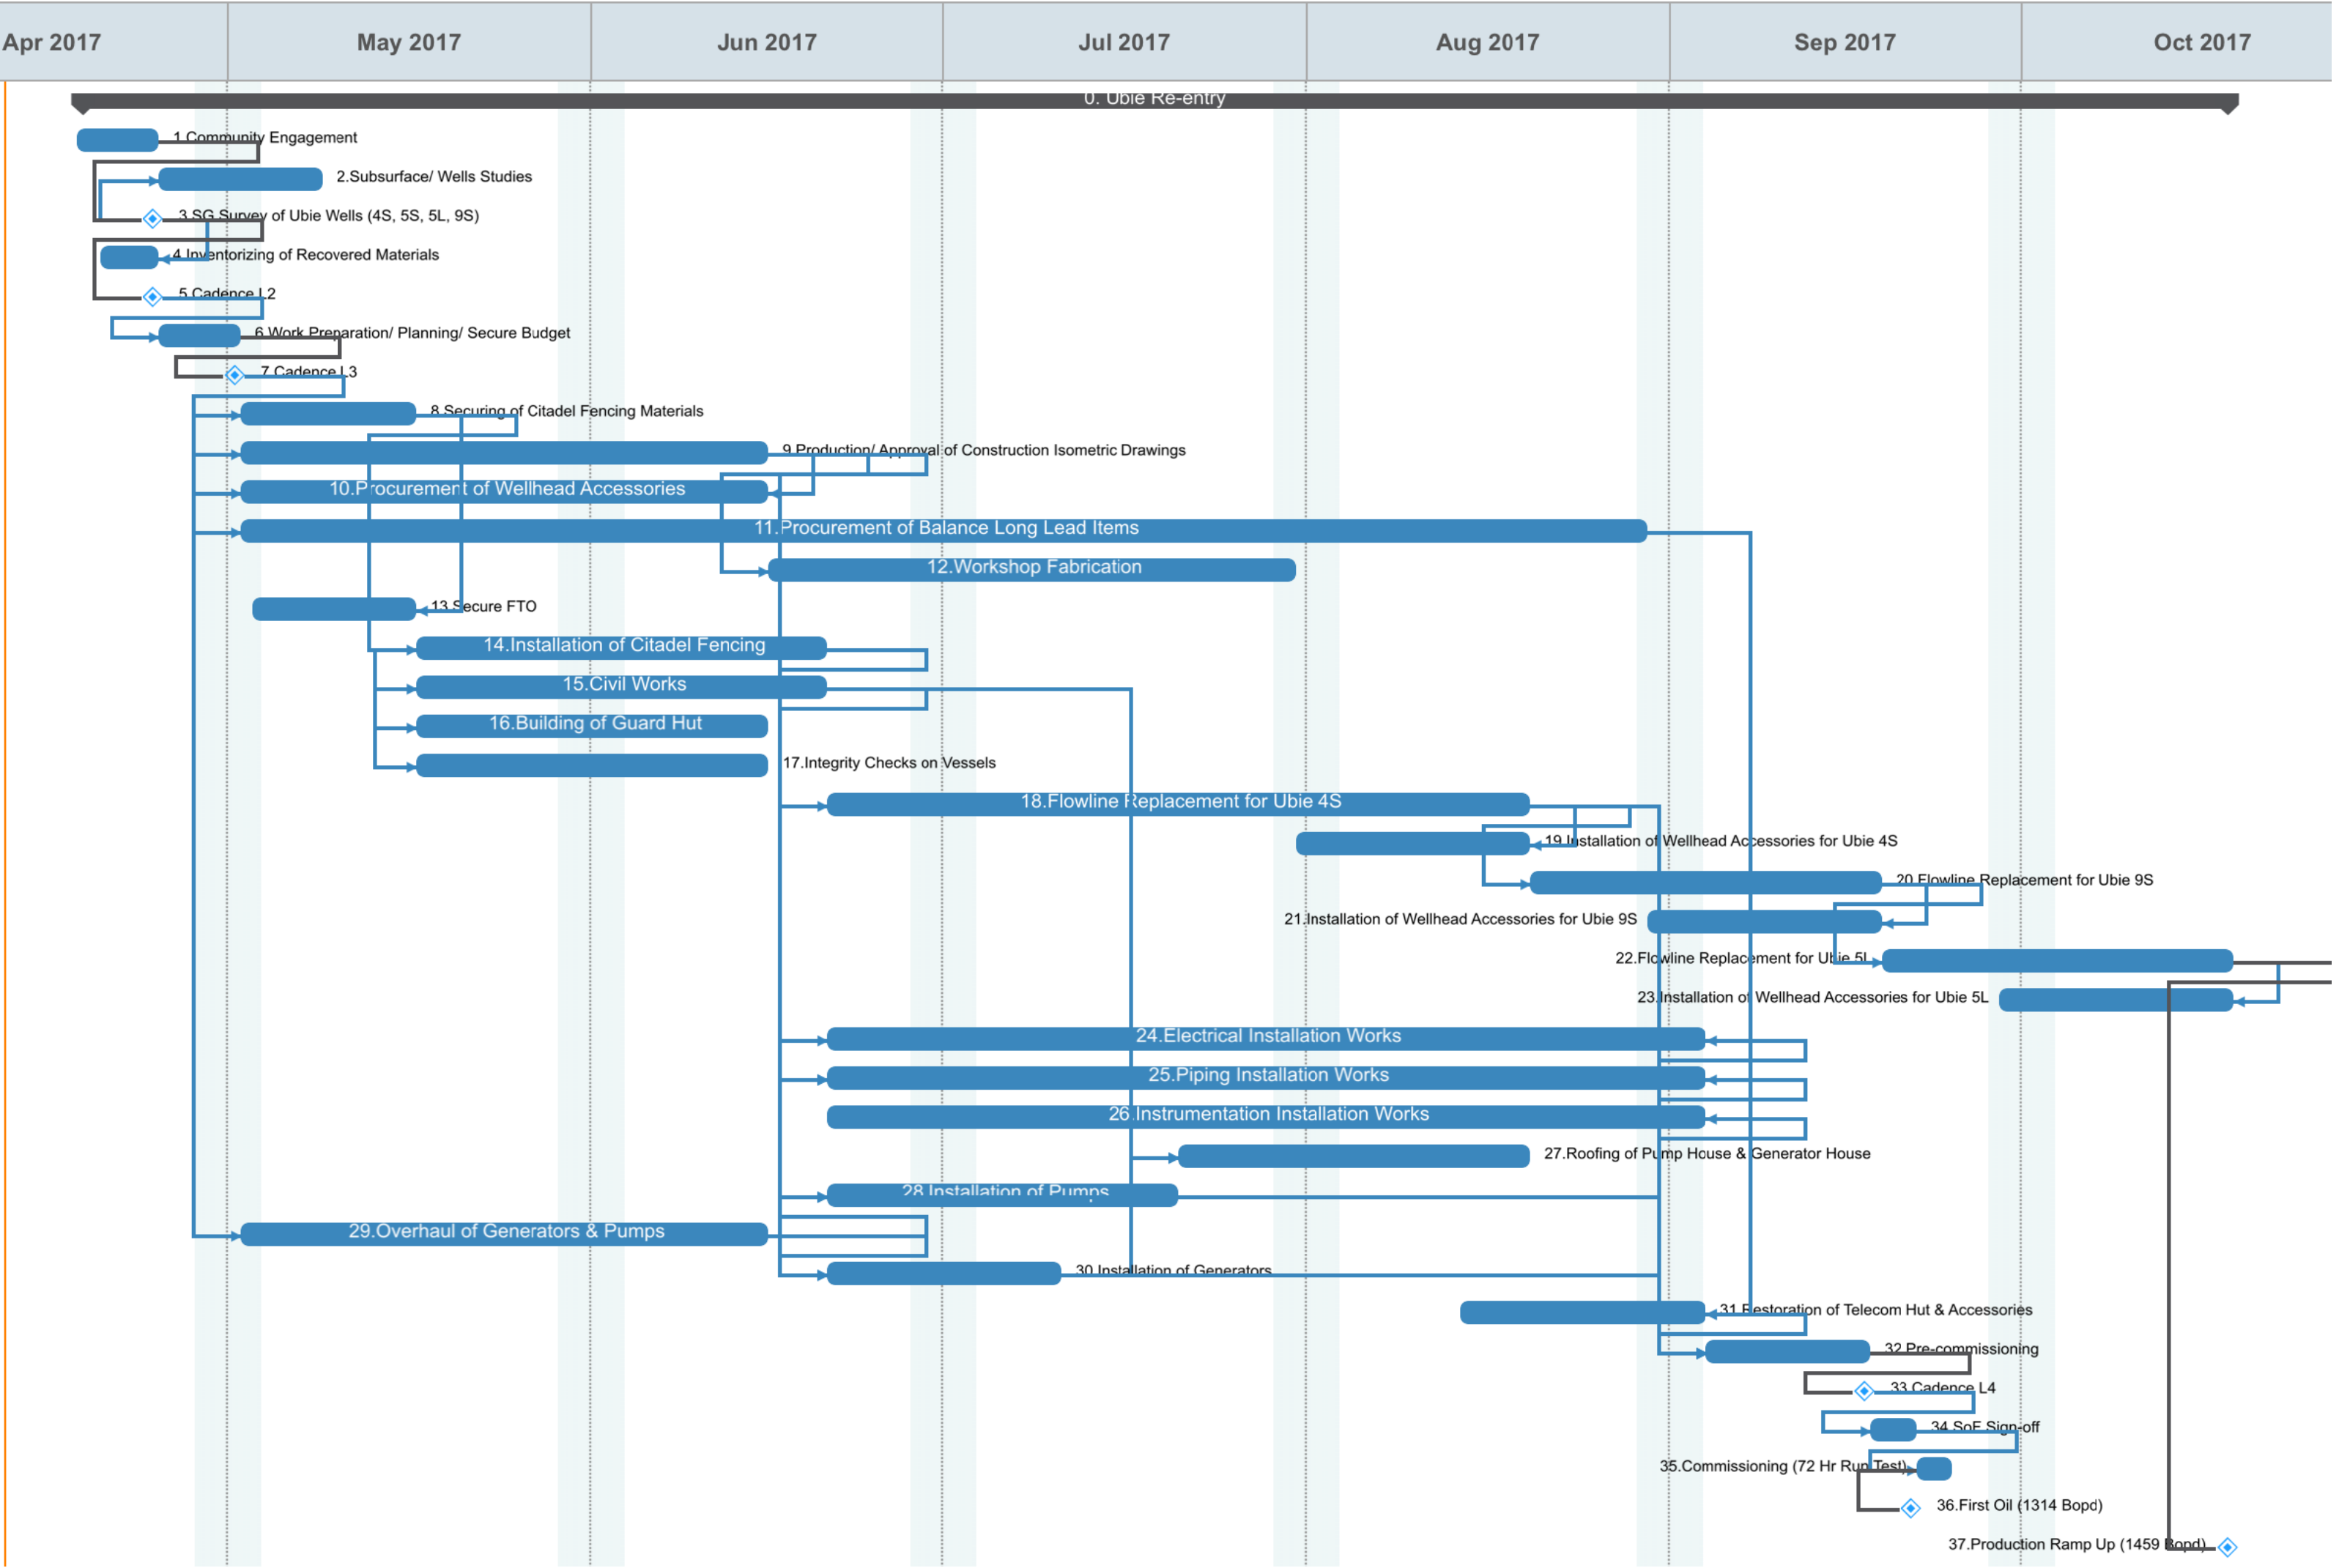 Apr 2017 May 2017 Jun 2017 Jul 2017 Aug 2017 Sep 2017 Oct 2017
0. Ubie Re-entry
1.Community Engagement
2.Subsurface/ Wells Studies
3.SG Survey of Ubie Wells (4S, 5S, 5L, 9S)
4.Inventorizing of Recovered Materials
5.Cadence L2
6.Work Preparation/ Planning/ Secure Budget
7.Cadence L3
8.Securing of Citadel Fencing Materials
9.Production/ Approval of Construction Isometric Drawings
10.Procurement of Wellhead Accessories
11.Procurement of Balance Long Lead Items
12.Workshop Fabrication
13.Secure FTO
14.Installation of Citadel Fencing
15.Civil Works
16.Building of Guard Hut
17.Integrity Checks on Vessels
18.Flowline Replacement for Ubie 4S
19.Installation of Wellhead Accessories for Ubie 4S
20.Flowline Replacement for Ubie 9S
21.Installation of Wellhead Accessories for Ubie 9S
22.Flowline Replacement for Ubie 5L
23.Installation of Wellhead Accessories for Ubie 5L
24.Electrical Installation Works
25.Piping Installation Works
26.Instrumentation Installation Works
27.Roofing of Pump House & Generator House
28.Installation of Pumps
29.Overhaul of Generators & Pumps
30.Installation of Generators
31.Restoration of Telecom Hut & Accessories
32.Pre-commissioning
33.Cadence L4
34.SoF Sign-off
35.Commissioning (72 Hr Run Test)
36.First Oil (1314 Bopd)
37.Production Ramp Up (1459 Bopd)